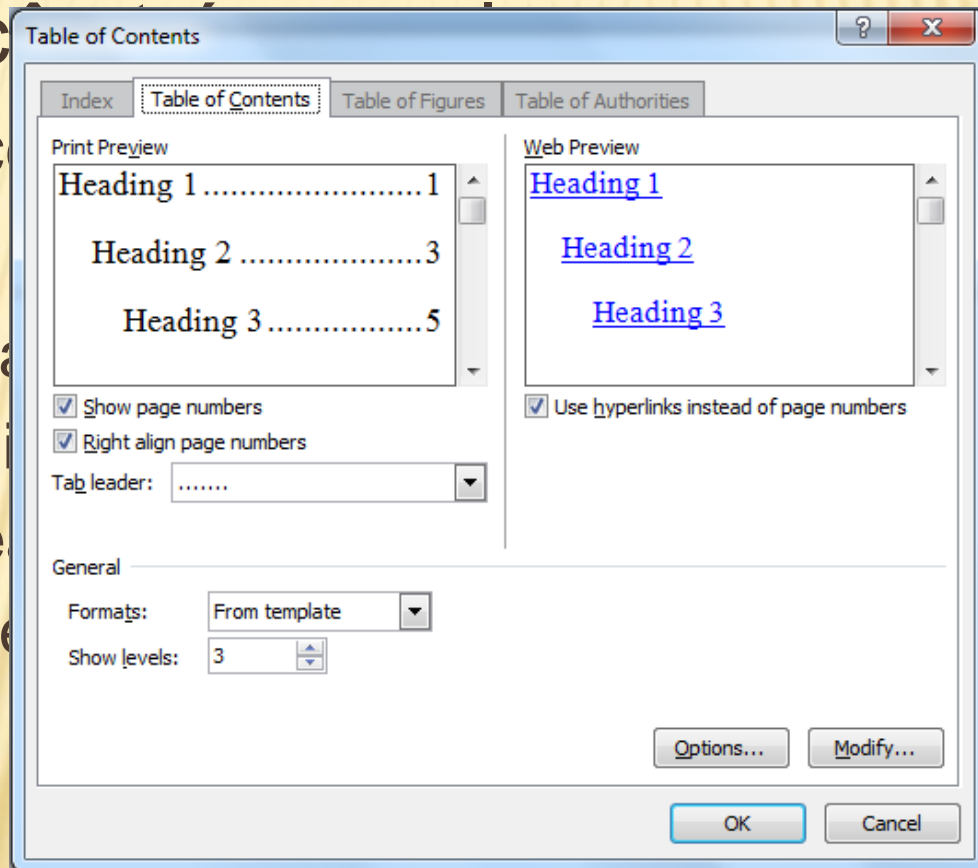 Table of Contents
Index Table of Contents Table of Figures Table of Authorities
Print Preview
Heading 1.........................1
Heading 2......................3
Heading 3..................5
Web Preview
Heading 1
Heading 2
Heading 3
Show page numbers
Right align page numbers
Tab leader: .......
Use hyperlinks instead of page numbers
General
Formats: From template
Show levels: 3
Options... Modify...
OK Cancel